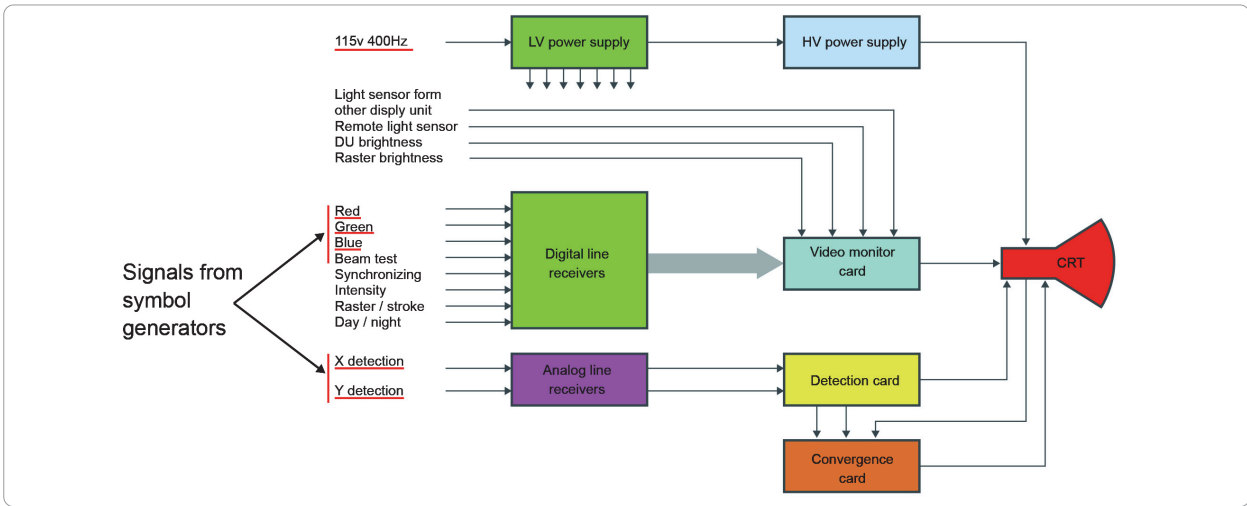 115v 400Hz
LV power supply
HV power supply
Light sensor form
other disply unit
Remote light sensor
DU brightness
Raster brightness
Signals from
symbol
generators
Red
Green
Blue
Beam test
Synchronizing
Intensity
Raster / stroke
Day / night
Digital line
receivers
Video monitor
card
CRT
X detection
Y detection
Analog line
receivers
Detection card
Convergence
card